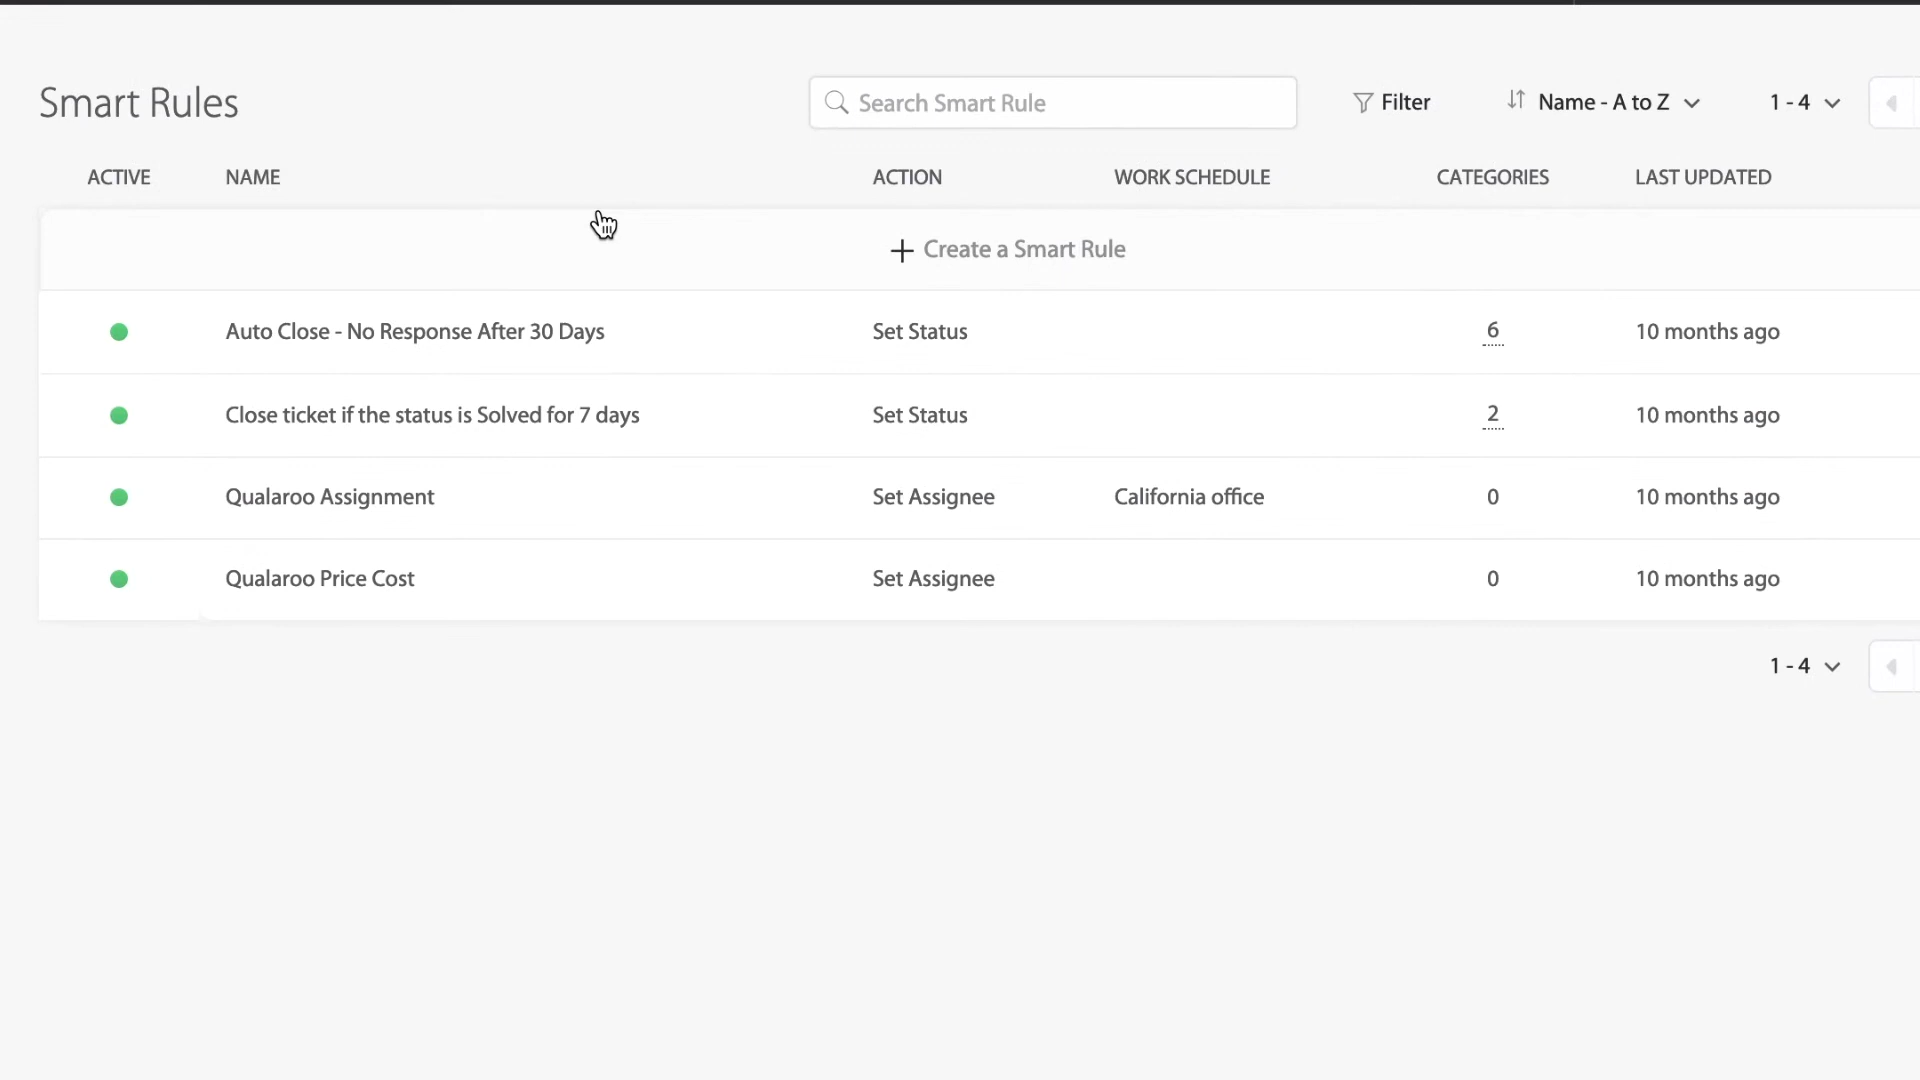 Smart Rules
Search Smart Rule
Filter
Name - A to Z
1 - 4
ACTIVE NAME ACTION WORK SCHEDULE CATEGORIES LAST UPDATED
Create a Smart Rule
Auto Close - No Response After 30 Days Set Status 6 10 months ago
Close ticket if the status is Solved for 7 days Set Status 2 10 months ago
Qualaroo Assignment Set Assignee California office 0 10 months ago
Qualaroo Price Cost Set Assignee 0 10 months ago
1 - 4